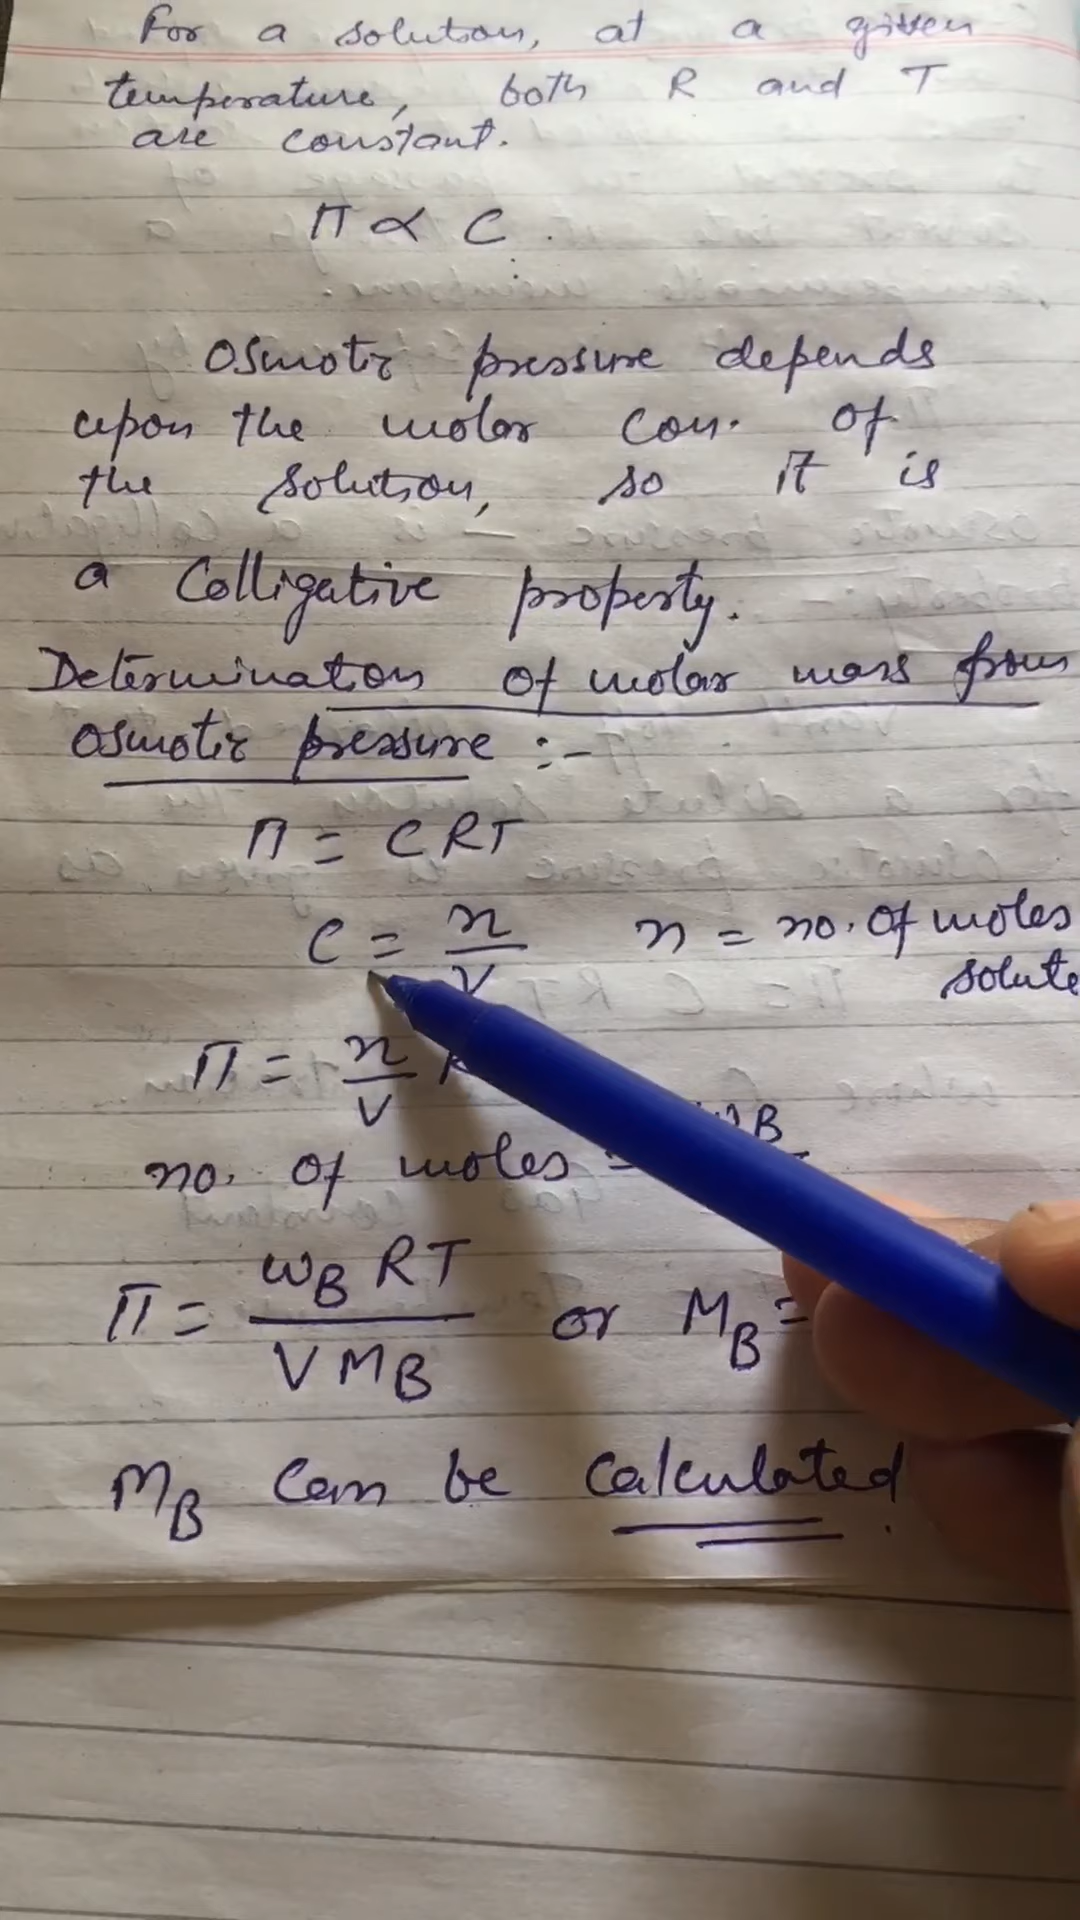 For a solution, at a given
temperature, both R and T
are constant.
Π ∝ C.
Osmotic pressure depends
upon the molar con. of
the solution, so it is
a Colligative property.
Determination of molar mass from
osmotic pressure :-
Π = CRT
C = n/V n = no. of moles
solute
Π = n/V R
no. of moles = B
Π = wB RT / V MB or MB =
MB can be calculated.